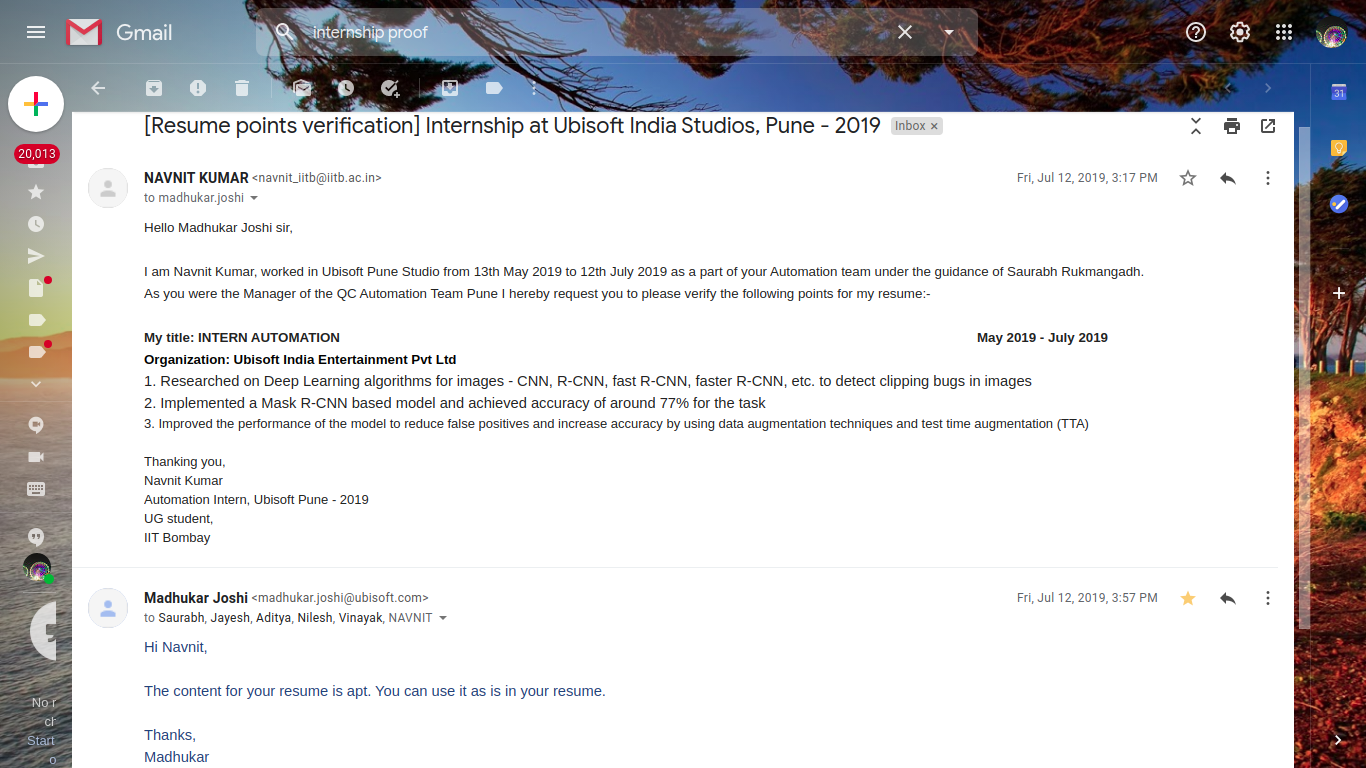 Gmail
internship proof
31
20,013
[Resume points verification] Internship at Ubisoft India Studios, Pune - 2019
Inbox ×
NAVNIT KUMAR <navnit_iitb@iitb.ac.in>
Fri, Jul 12, 2019, 3:17 PM
to madhukar.joshi
Hello Madhukar Joshi sir,
I am Navnit Kumar, worked in Ubisoft Pune Studio from 13th May 2019 to 12th July 2019 as a part of your Automation team under the guidance of Saurabh Rukmangadh.
As you were the Manager of the QC Automation Team Pune I hereby request you to please verify the following points for my resume:-
My title: INTERN AUTOMATION May 2019 - July 2019
Organization: Ubisoft India Entertainment Pvt Ltd
1. Researched on Deep Learning algorithms for images - CNN, R-CNN, fast R-CNN, faster R-CNN, etc. to detect clipping bugs in images
2. Implemented a Mask R-CNN based model and achieved accuracy of around 77% for the task
3. Improved the performance of the model to reduce false positives and increase accuracy by using data augmentation techniques and test time augmentation (TTA)
Thanking you,
Navnit Kumar
Automation Intern, Ubisoft Pune - 2019
UG student,
IIT Bombay
Madhukar Joshi <madhukar.joshi@ubisoft.com>
Fri, Jul 12, 2019, 3:57 PM
to Saurabh, Jayesh, Aditya, Nilesh, Vinayak, NAVNIT
Hi Navnit,
The content for your resume is apt. You can use it as is in your resume.
Thanks,
Madhukar
No r
Start